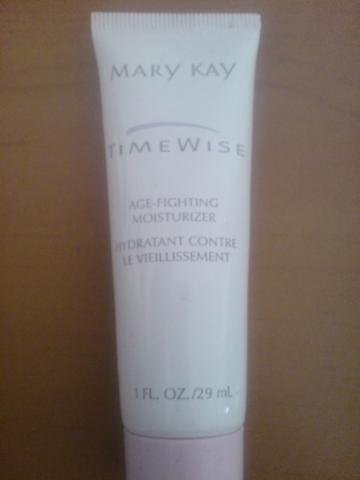 MARY KAY
TIMEWISE
AGE-FIGHTING
MOISTURIZER
HYDRATANT CONTRE
LE VIEILLISSEMENT
1 FL. OZ./29 mL